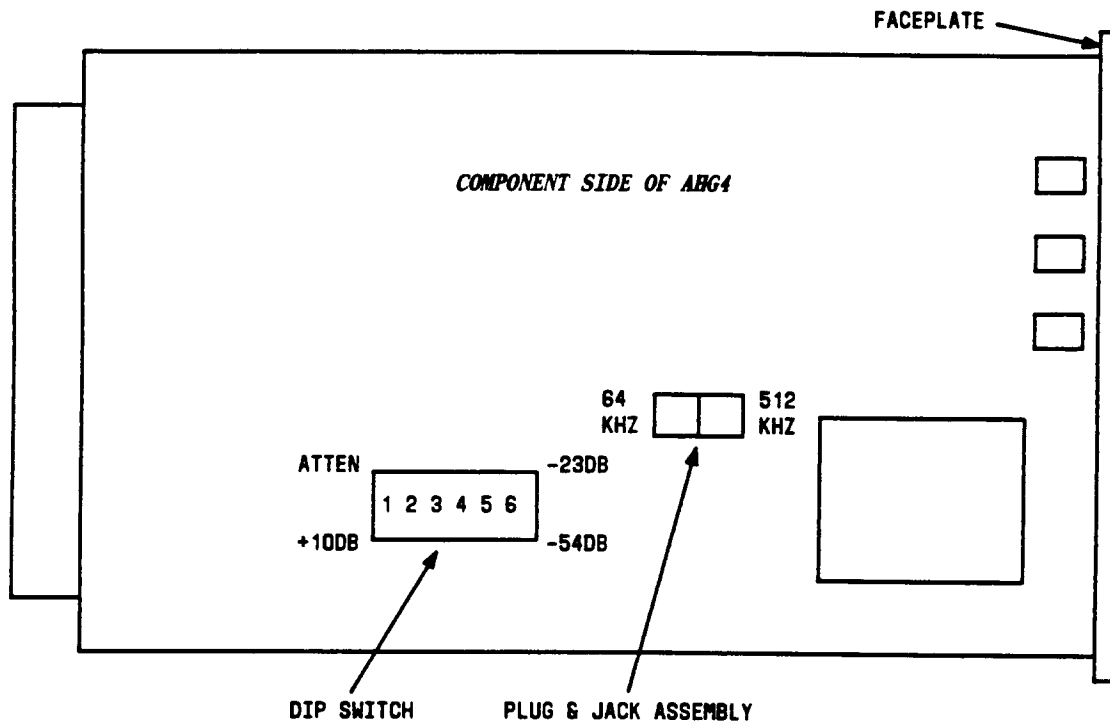 FACEPLATE
COMPONENT SIDE OF AHG4
64
KHZ
512
KHZ
ATTEN
-23DB
1 2 3 4 5 6
+10DB
-54DB
DIP SWITCH
PLUG & JACK ASSEMBLY